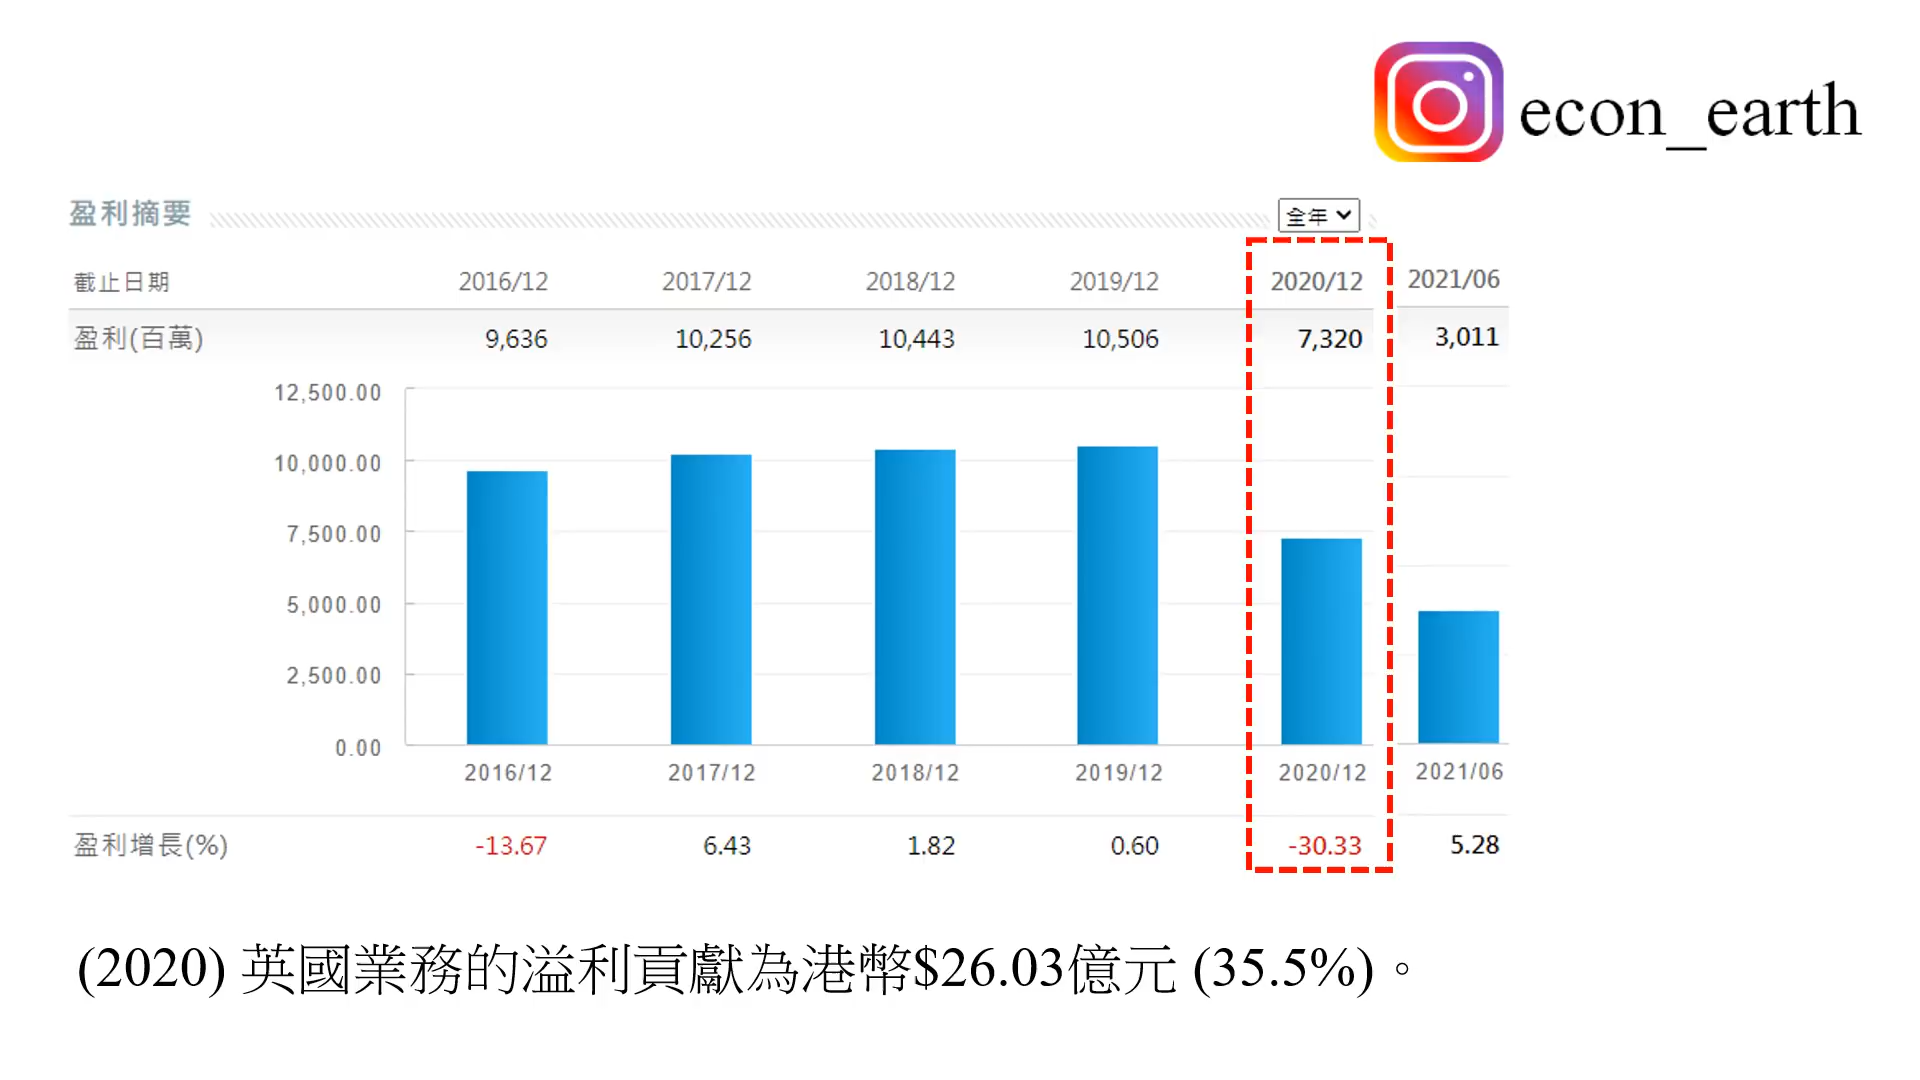 econ_earth
盈利摘要 全年
截止日期 2016/12 2017/12 2018/12 2019/12 2020/12 2021/06
盈利(百萬) 9,636 10,256 10,443 10,506 7,320 3,011
12,500.00
10,000.00
7,500.00
5,000.00
2,500.00
0.00
2016/12 2017/12 2018/12 2019/12 2020/12 2021/06
盈利增長(%) -13.67 6.43 1.82 0.60 -30.33 5.28
(2020) 英國業務的溢利貢獻為港幣$26.03億元 (35.5%)。